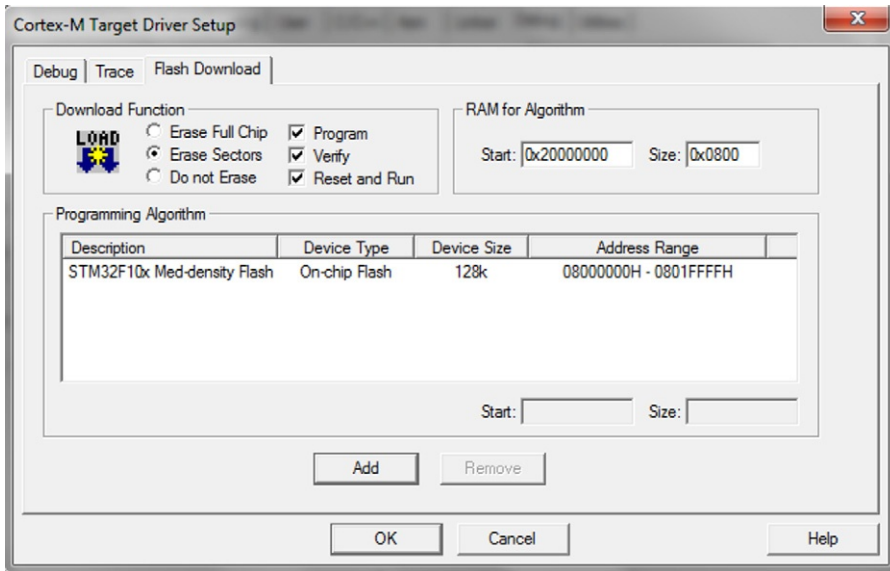 Cortex-M Target Driver Setup
Debug Trace Flash Download
Download Function
LOAD
Erase Full Chip
Erase Sectors
Do not Erase
Program
Verify
Reset and Run
RAM for Algorithm
Start: 0x20000000 Size: 0x0800
Programming Algorithm
Description Device Type Device Size Address Range
STM32F10x Med-density Flash On-chip Flash 128k 08000000H - 0801FFFFH
Start: Size:
Add Remove
OK Cancel Help